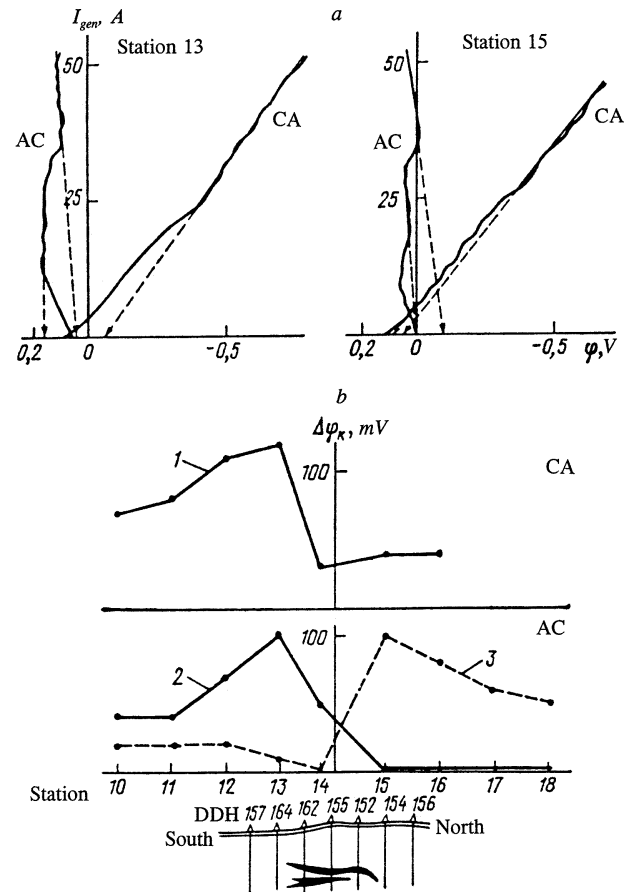 I gen, A
a
Station 13
Station 15
50
50
AC
CA
AC
CA
25
25
0,2
0
-0,5
0,2
0
-0,5
φ, V
b
Δφκ, mV
1
100
CA
100
AC
2
3
Station
10
11
12
13
14
15
16
17
18
DDH 157 164 162 155 152 154 156
South
North